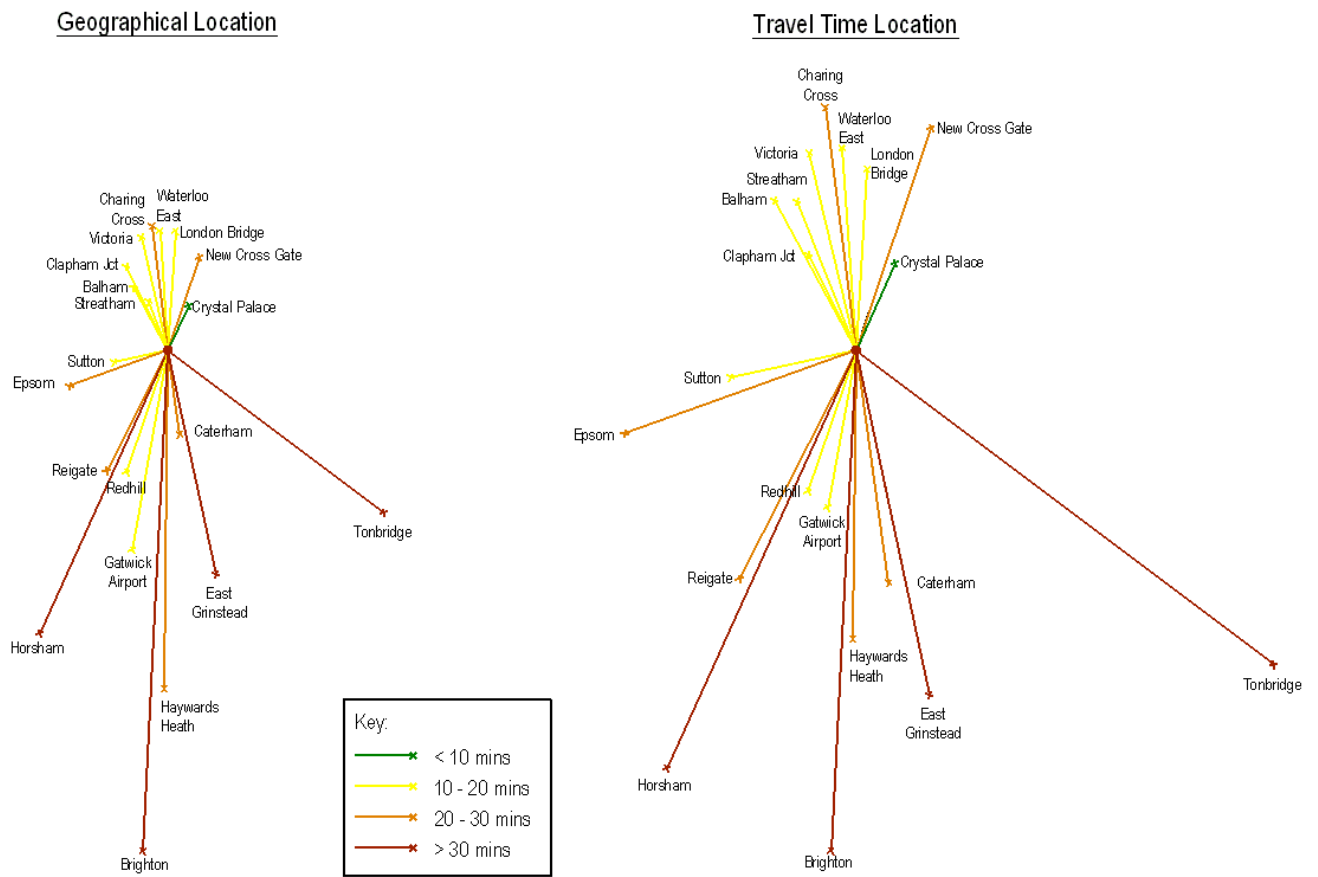 Geographical Location
Charing
Cross
Waterloo
East
Victoria
London Bridge
New Cross Gate
Clapham Jct
Balham
Streatham
Crystal Palace
Sutton
Epsom
Caterham
Reigate
Redhill
Tonbridge
Gatwick
Airport
East
Grinstead
Horsham
Haywards
Heath
Brighton
Key:
< 10 mins
10 - 20 mins
20 - 30 mins
> 30 mins
Travel Time Location
Charing
Cross
Waterloo
East
New Cross Gate
Victoria
London
Bridge
Streatham
Balham
Clapham Jct
Crystal Palace
Sutton
Epsom
Redhill
Gatwick
Airport
Reigate
Caterham
Haywards
Heath
Tonbridge
East
Grinstead
Horsham
Brighton